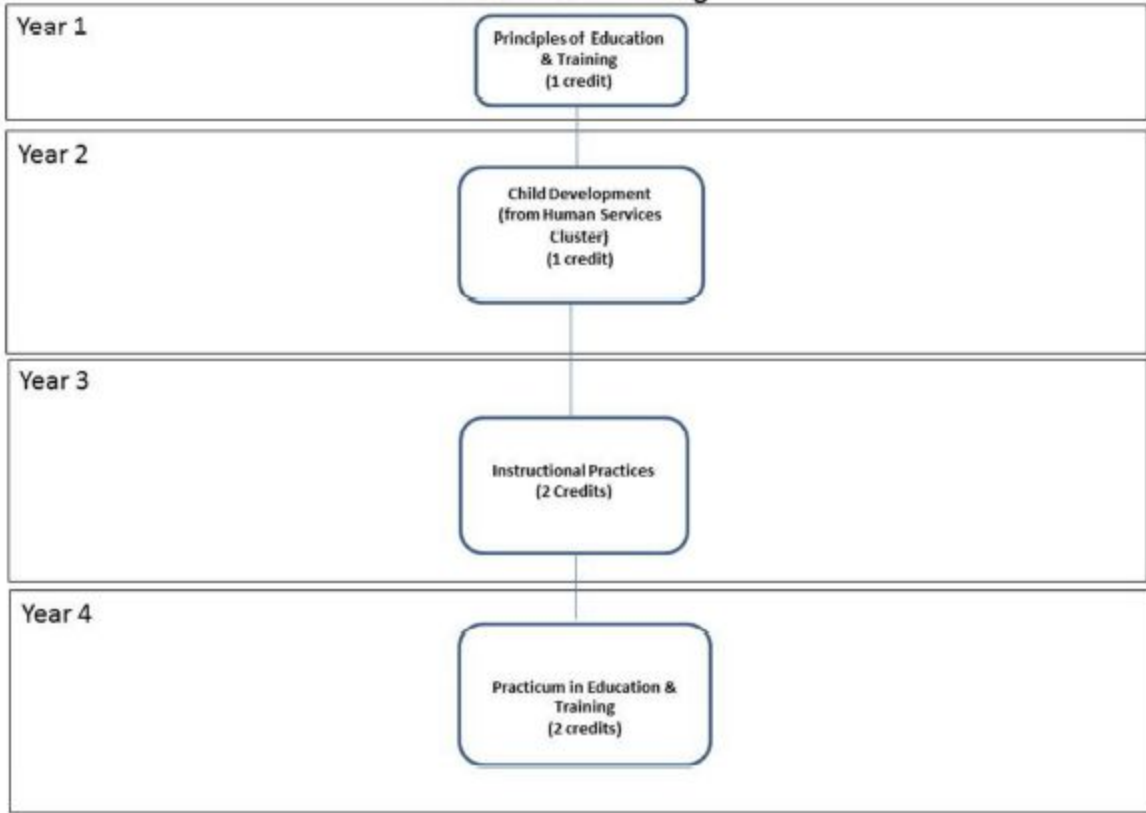 Year 1
Principles of Education
& Training
(1 credit)
Year 2
Child Development
(from Human Services
Cluster)
(1 credit)
Year 3
Instructional Practices
(2 Credits)
Year 4
Practicum in Education &
Training
(2 credits)